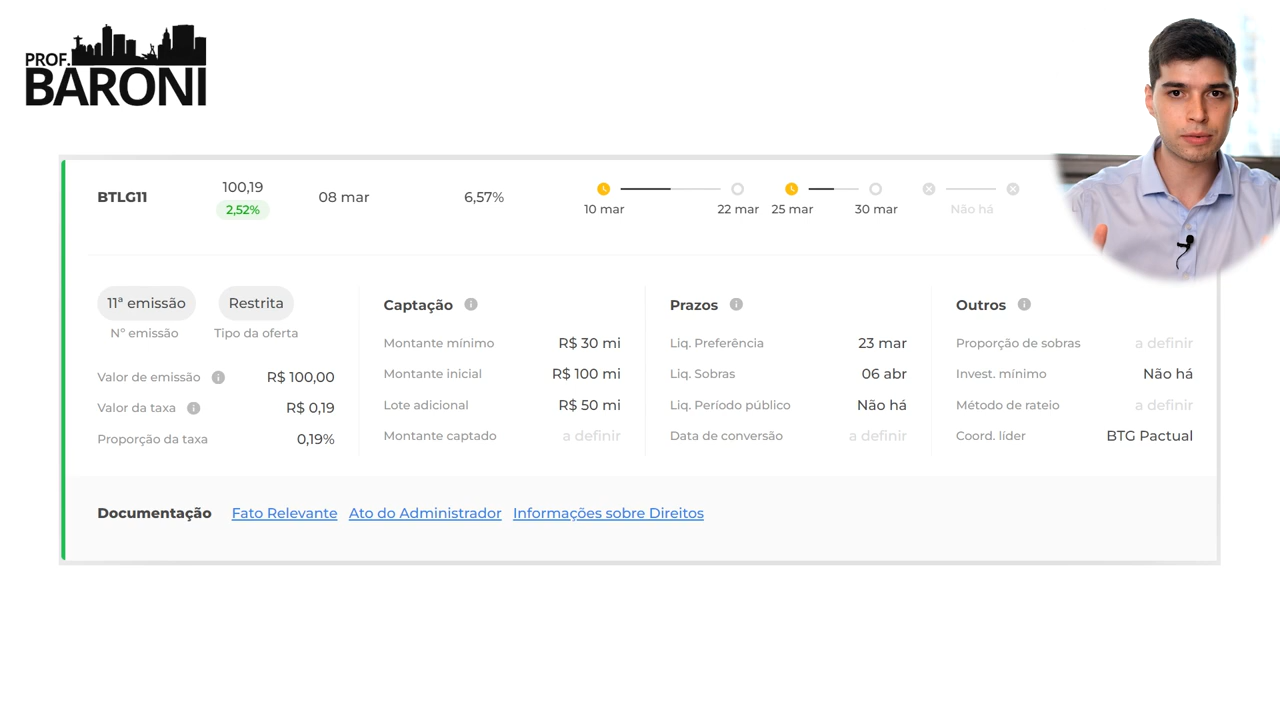 PROF.
BARONI
BTLG11
100,19
2,52%
08 mar
6,57%
10 mar
22 mar
25 mar
30 mar
Não há
11ª emissão
Nº emissão
Restrita
Tipo da oferta
Valor de emissão R$ 100,00
Valor da taxa R$ 0,19
Proporção da taxa 0,19%
Captação
Montante mínimo R$ 30 mi
Montante inicial R$ 100 mi
Lote adicional R$ 50 mi
Montante captado a definir
Prazos
Liq. Preferência 23 mar
Liq. Sobras 06 abr
Liq. Período público Não há
Data de conversão a definir
Outros
Proporção de sobras a definir
Invest. mínimo Não há
Método de rateio a definir
Coord. líder BTG Pactual
Documentação Fato Relevante Ato do Administrador Informações sobre Direitos